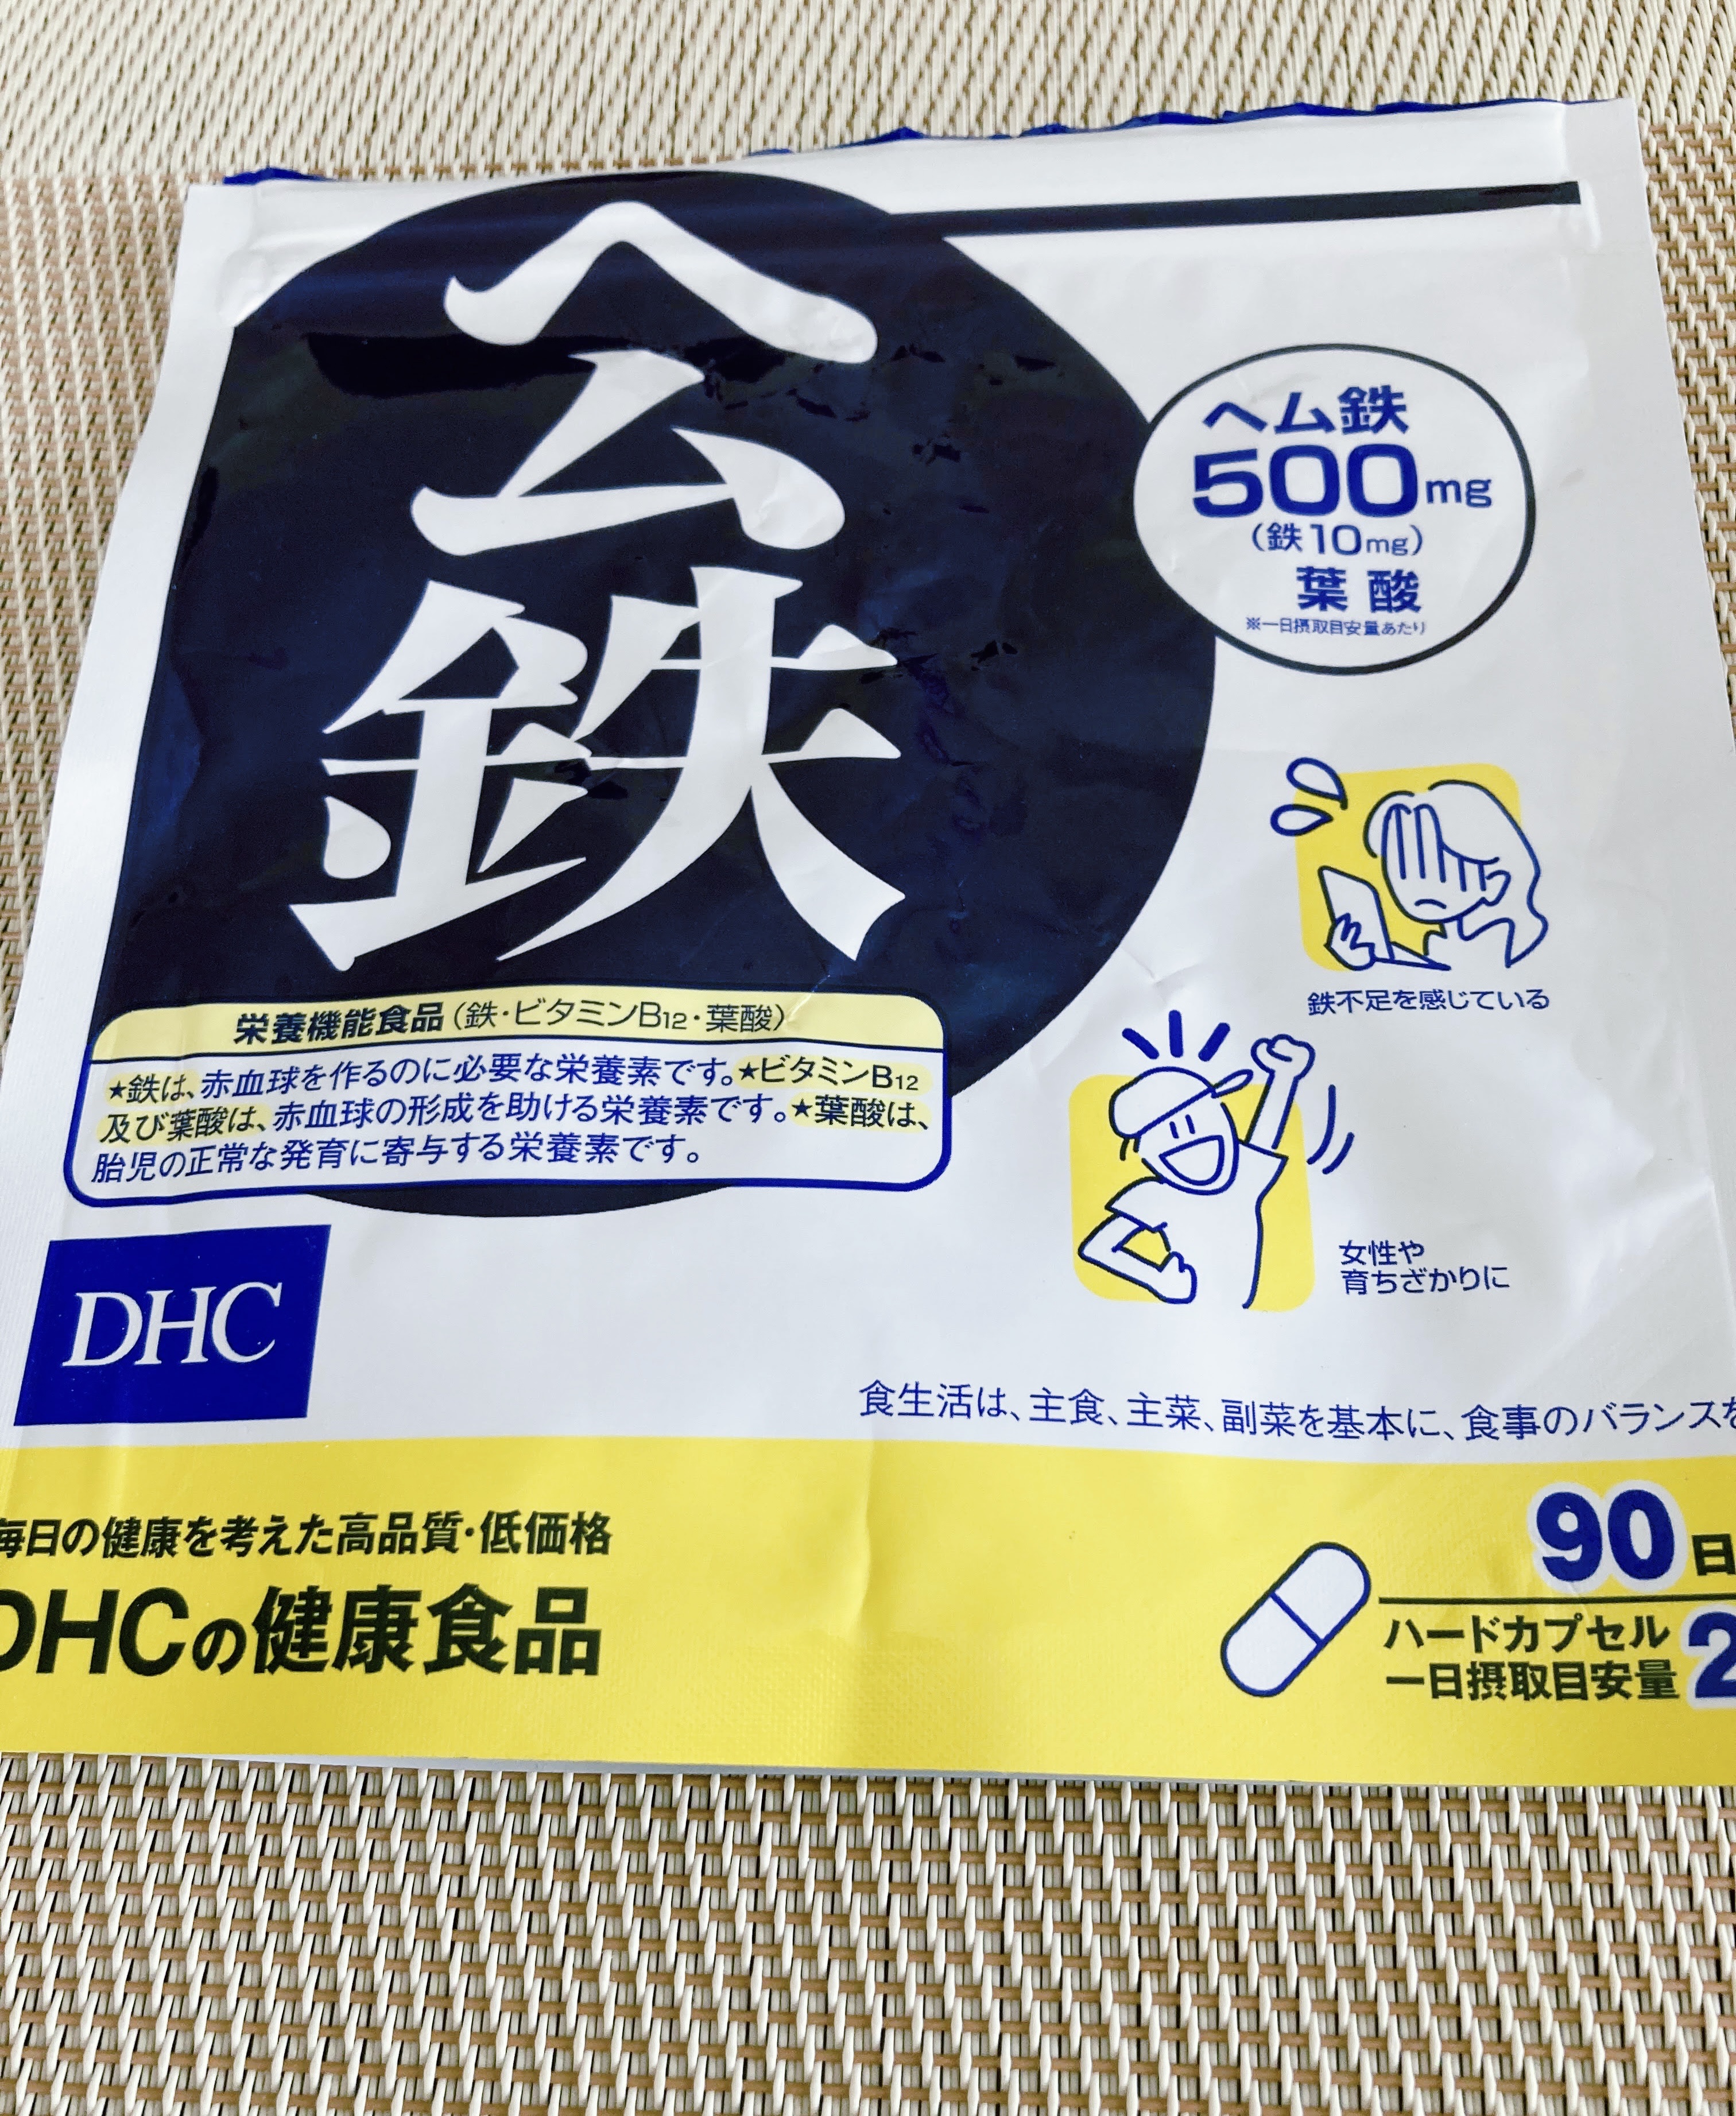 ヘム鉄
ヘム鉄
500mg
(鉄10mg)
葉酸
※一日摂取目安量あたり
鉄不足を感じている
栄養機能食品(鉄・ビタミンB12・葉酸)
★鉄は、赤血球を作るのに必要な栄養素です。★ビタミンB12
及び葉酸は、赤血球の形成を助ける栄養素です。★葉酸は、
胎児の正常な発育に寄与する栄養素です。
女性や
育ちざかりに
DHC
食生活は、主食、主菜、副菜を基本に、食事のバランスを
毎日の健康を考えた高品質・低価格
DHCの健康食品
90日
ハードカプセル
一日摂取目安量 2